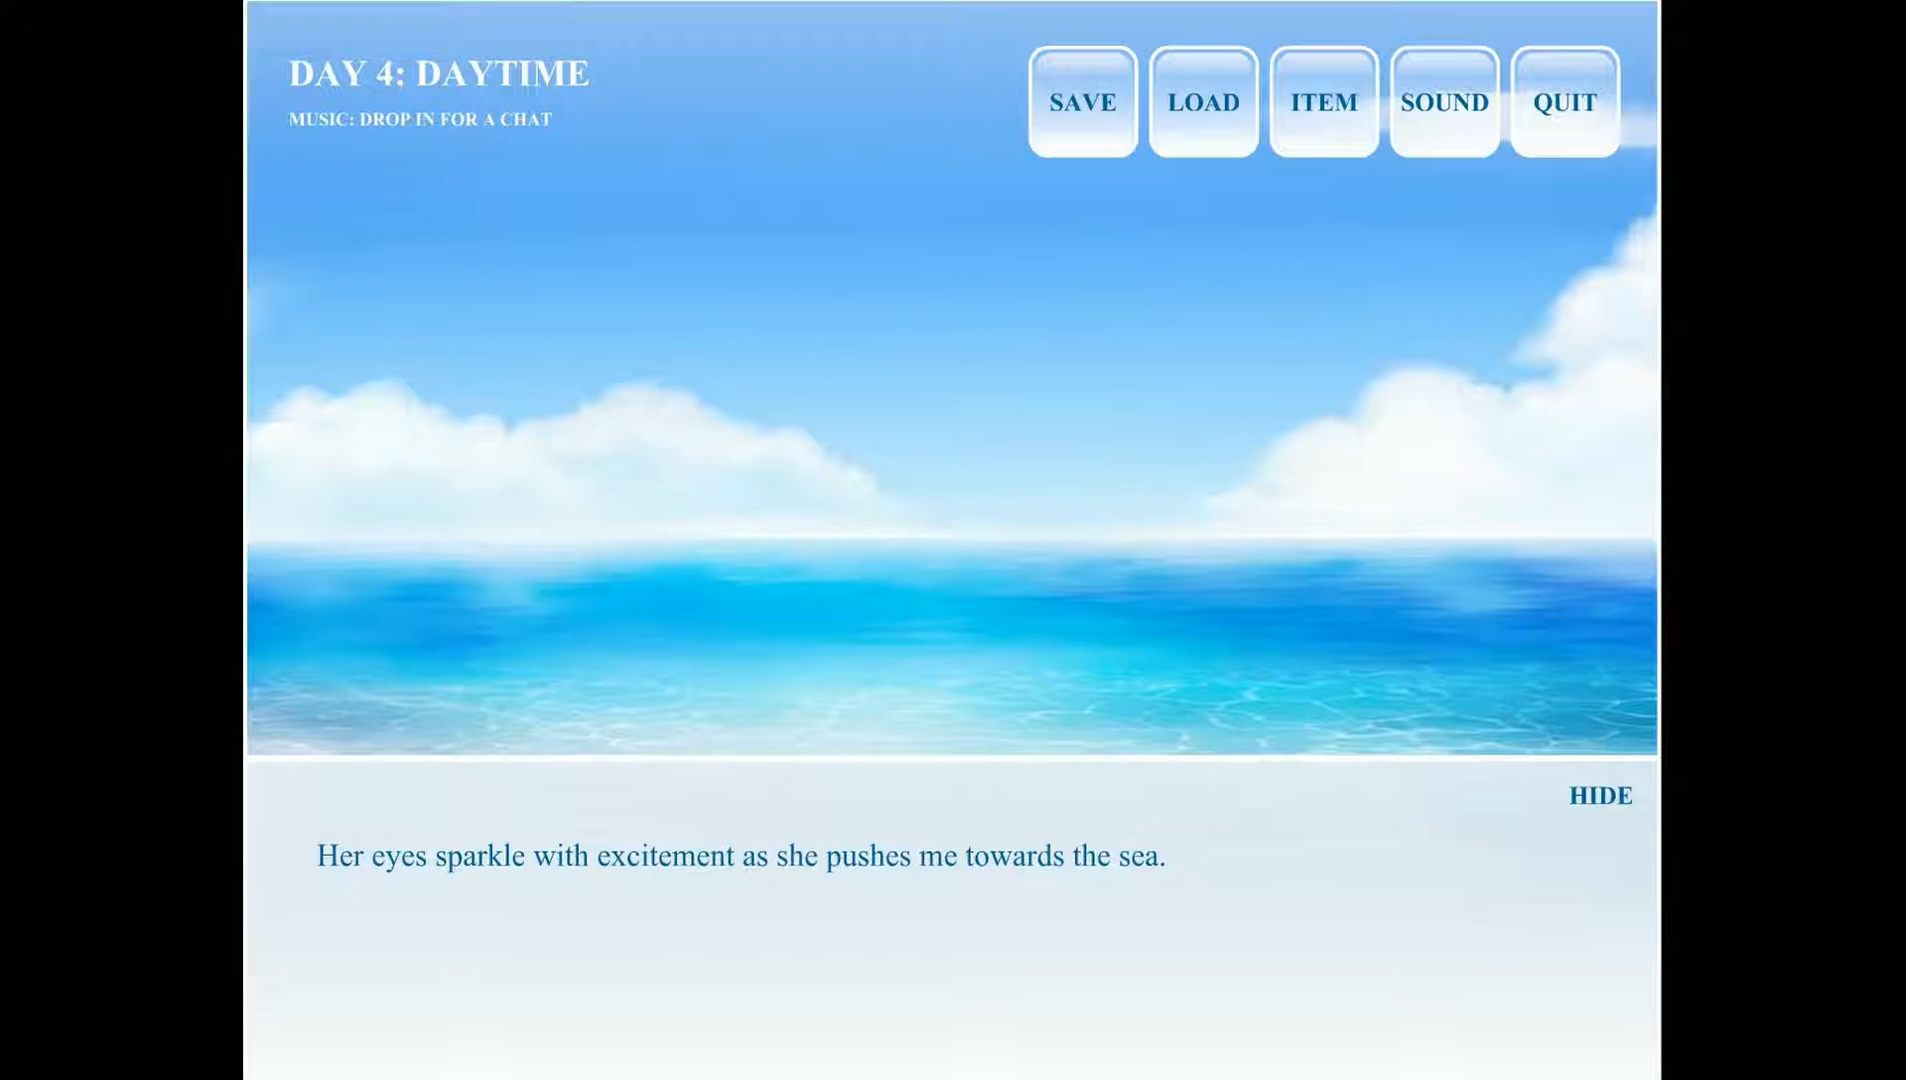 DAY 4: DAYTIME
MUSIC: DROP IN FOR A CHAT
SAVE LOAD ITEM SOUND QUIT
HIDE
Her eyes sparkle with excitement as she pushes me towards the sea.